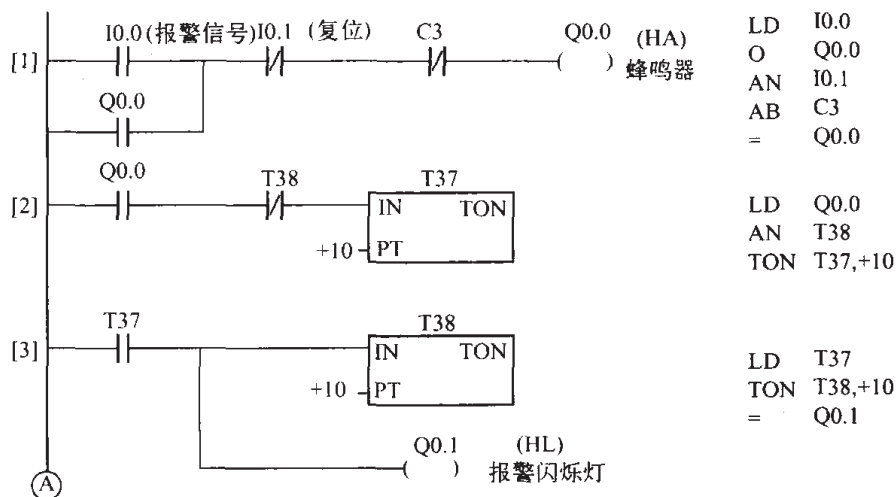 I0.0 (报警信号) I0.1 (复位) C3 Q0.0 (HA)
[1] ( ) 蜂鸣器
Q0.0
Q0.0 T38 T37
[2] IN TON
+10 PT
T37 T38
[3] IN TON
+10 PT
Q0.1 (HL)
( ) 报警闪烁灯
A
LD I0.0
O Q0.0
AN I0.1
AB C3
= Q0.0
LD Q0.0
AN T38
TON T37,+10
LD T37
TON T38,+10
= Q0.1